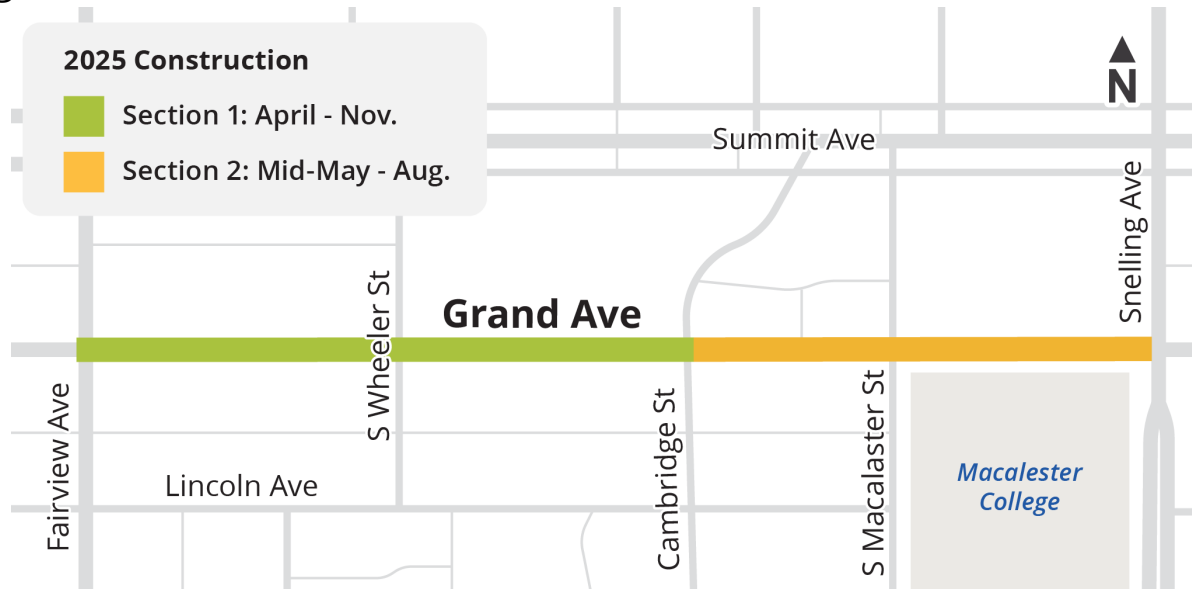 2025 Construction
Section 1: April - Nov.
Section 2: Mid-May - Aug.
N
Summit Ave
Snelling Ave
S Wheeler St
Grand Ave
Fairview Ave
Lincoln Ave
Cambridge St
S Macalaster St
Macalester
College